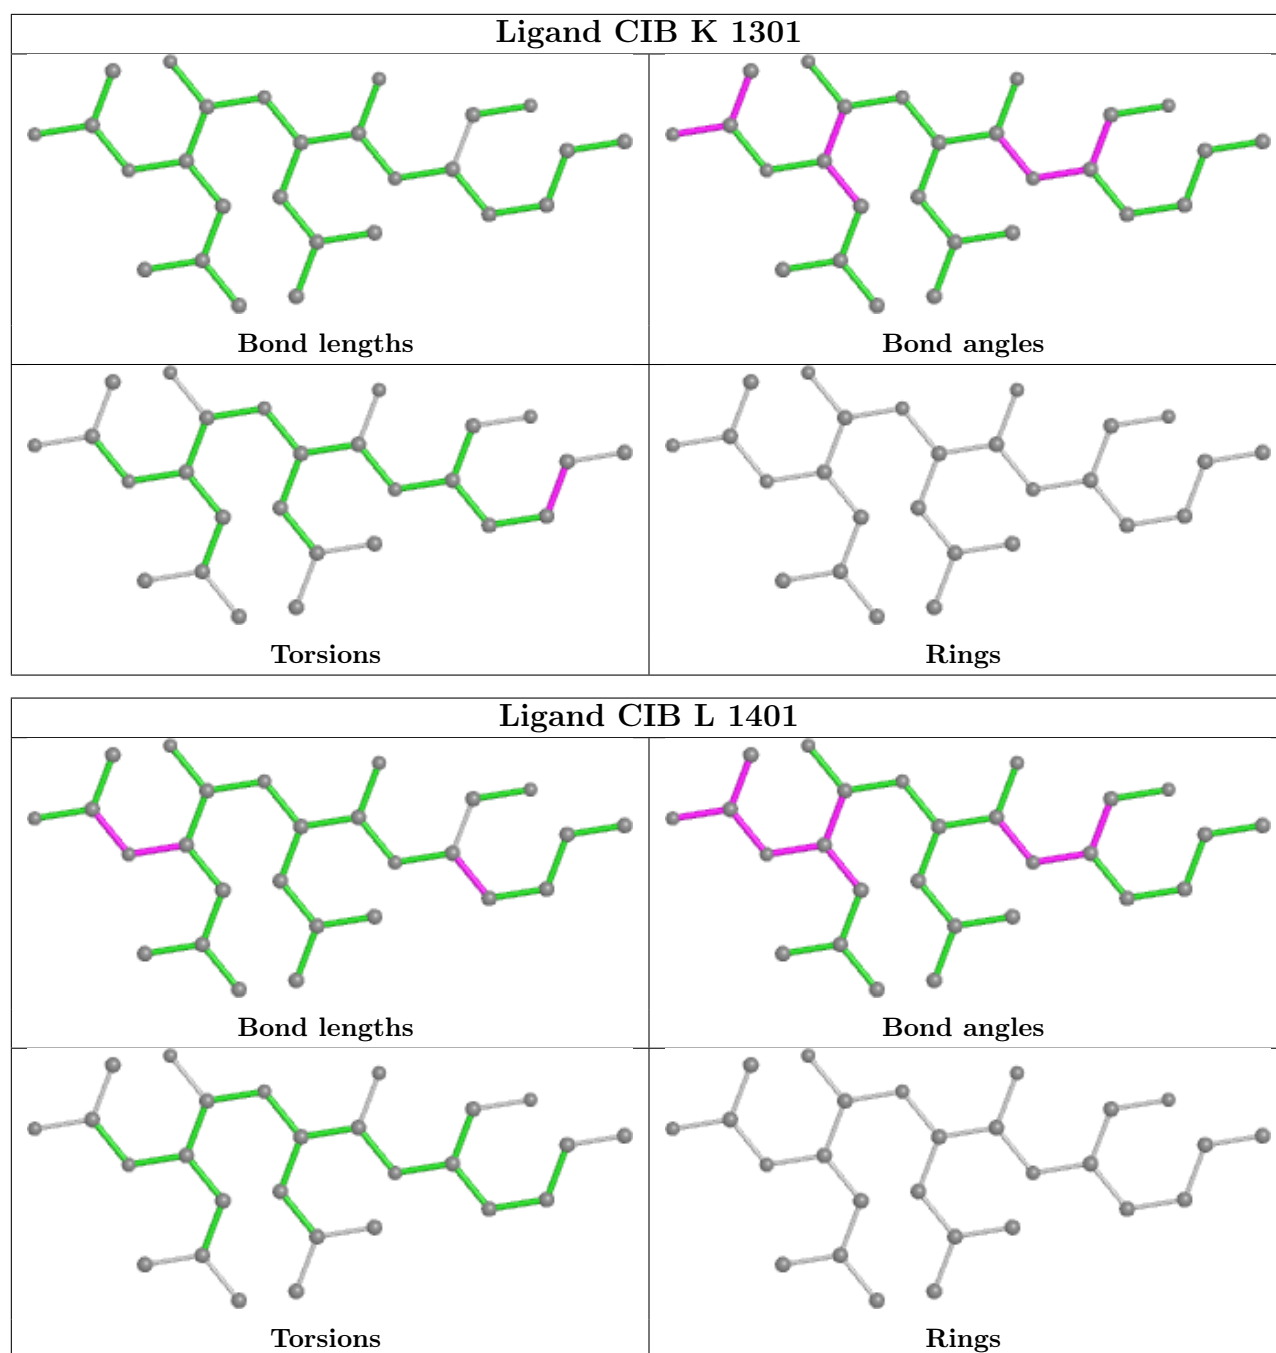 Ligand CIB K 1301
Bond lengths
Bond angles
Torsions
Rings
Ligand CIB L 1401
Bond lengths
Bond angles
Torsions
Rings